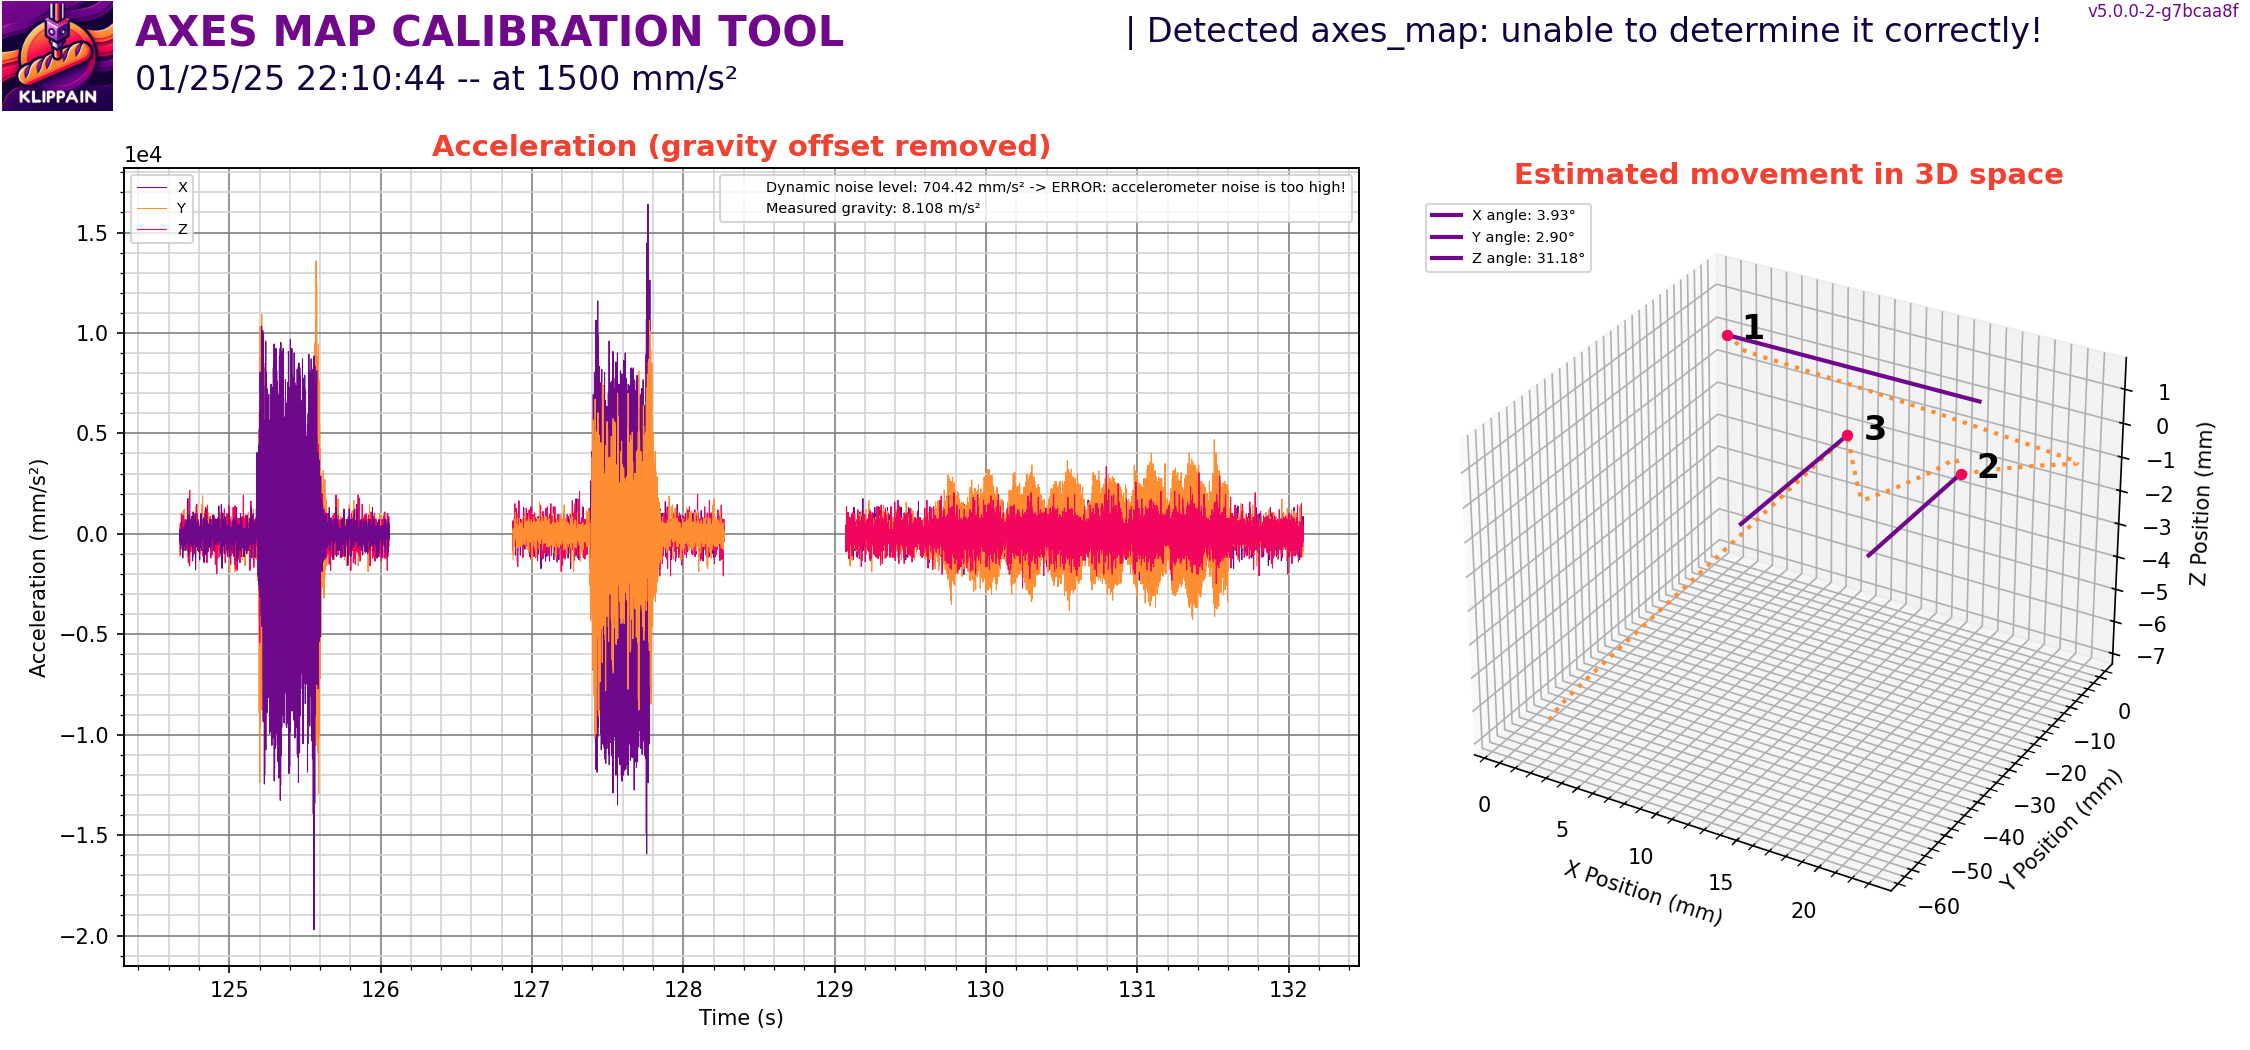 KLIPPAIN
AXES MAP CALIBRATION TOOL
01/25/25 22:10:44 -- at 1500 mm/s²
| Detected axes_map: unable to determine it correctly!
v5.0.0-2-g7bcaa8f
Acceleration (gravity offset removed)
1e4
X
Y
Z
Dynamic noise level: 704.42 mm/s² -> ERROR: accelerometer noise is too high!
Measured gravity: 8.108 m/s²
1.5
1.0
0.5
0.0
−0.5
−1.0
−1.5
−2.0
Acceleration (mm/s²)
125
126
127
128
129
130
131
132
Time (s)
Estimated movement in 3D space
X angle: 3.93°
Y angle: 2.90°
Z angle: 31.18°
1
3
2
1
0
−1
−2
−3
−4
−5
−6
−7
Z Position (mm)
0
−10
−20
−30
−40
−50
−60
Y Position (mm)
0
5
10
15
20
X Position (mm)